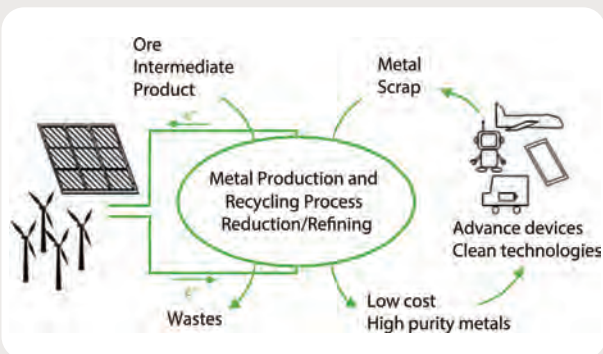 Ore
Intermediate
Product
Metal
Scrap
e⁻
Metal Production and
Recycling Process
Reduction/Refining
Advance devices
Clean technologies
e⁻
Wastes
Low cost
High purity metals